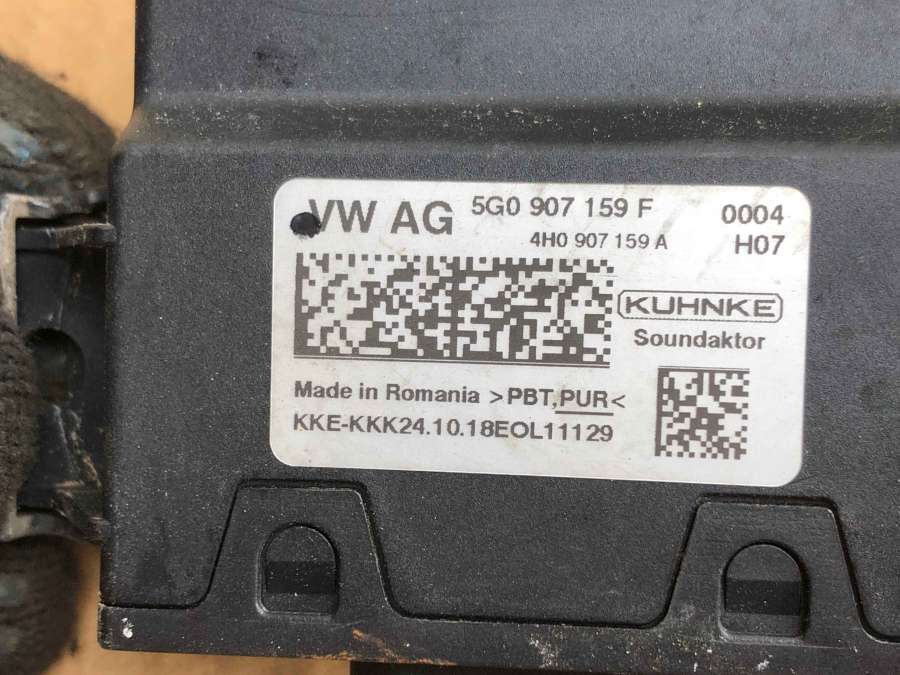 VW AG 5G0 907 159 F 0004
4H0 907 159 A H07
KUHNKE
Soundaktor
Made in Romania >PBT,PUR<
KKE-KKK24.10.18EOL11129